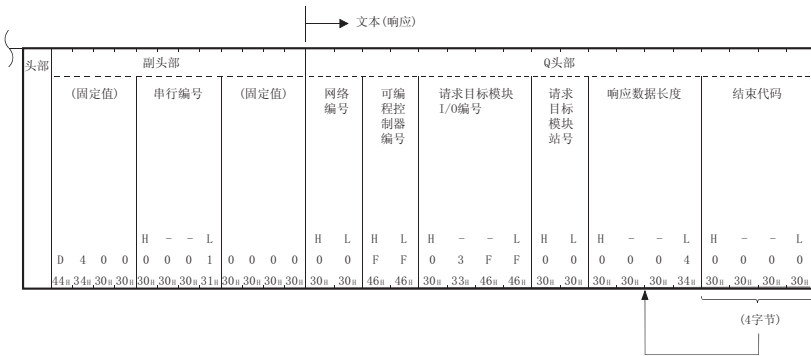 文本(响应)
头部 副头部 Q头部
(固定值) 串行编号 (固定值) 网络 可编 请求目标模块 请求 响应数据长度 结束代码
编号 程控 I/O编号 目标
制器 模块
编号 站号
H - - L H L H L H - - L H L H - - L H - - L
D 4 0 0 0 0 0 1 0 0 0 0 0 0 F F 0 3 F F 0 0 0 0 0 4 0 0 0 0
44H 34H 30H 30H 30H 30H 30H 31H 30H 30H 30H 30H 30H 30H 46H 46H 30H 33H 46H 46H 30H 30H 30H 30H 30H 34H 30H 30H 30H 30H
(4字节)